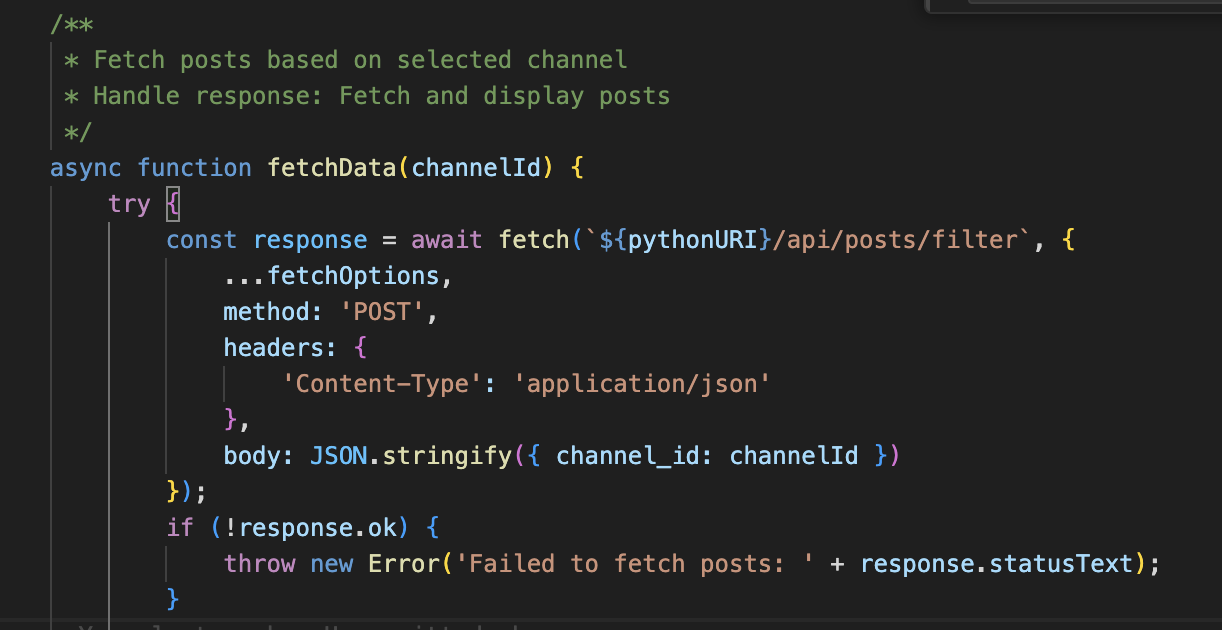 /**
* Fetch posts based on selected channel
* Handle response: Fetch and display posts
*/
async function fetchData(channelId) {
try {
const response = await fetch(`${pythonURI}/api/posts/filter`, {
...fetchOptions,
method: 'POST',
headers: {
'Content-Type': 'application/json'
},
body: JSON.stringify({ channel_id: channelId })
});
if (!response.ok) {
throw new Error('Failed to fetch posts: ' + response.statusText);
}